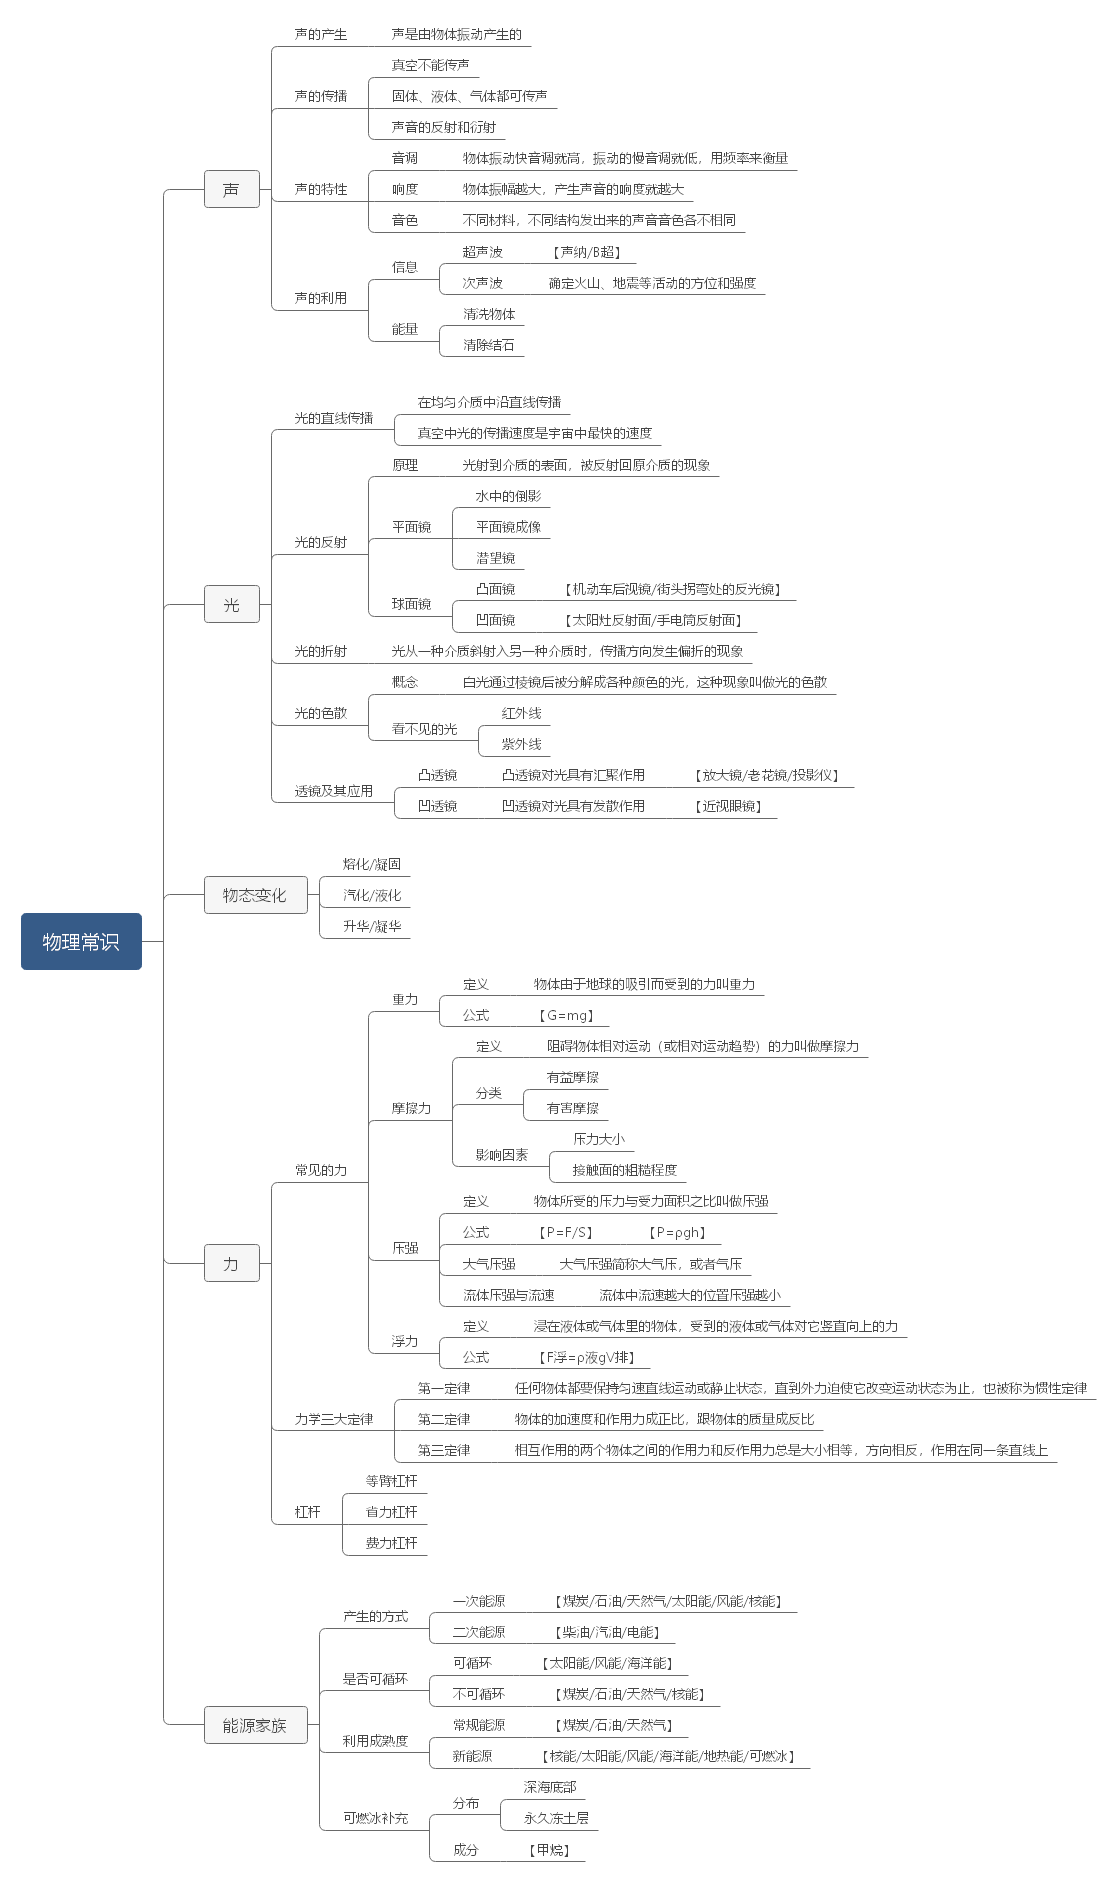 物理常识
声
声的产生
声是由物体振动产生的
声的传播
真空不能传声
固体、液体、气体都可传声
声音的反射和衍射
声的特性
音调
物体振动快音调就高，振动的慢音调就低，用频率来衡量
响度
物体振幅越大，产生声音的响度就越大
音色
不同材料，不同结构发出来的声音音色各不相同
声的利用
信息
超声波
【声纳/B超】
次声波
确定火山、地震等活动的方位和强度
能量
清洗物体
清除结石
光
光的直线传播
在均匀介质中沿直线传播
真空中光的传播速度是宇宙中最快的速度
光的反射
原理
光射到介质的表面，被反射回原介质的现象
平面镜
水中的倒影
平面镜成像
潜望镜
球面镜
凸面镜
【机动车后视镜/街头拐弯处的反光镜】
凹面镜
【太阳灶反射面/手电筒反射面】
光的折射
光从一种介质斜射入另一种介质时，传播方向发生偏折的现象
光的色散
概念
白光通过棱镜后被分解成各种颜色的光，这种现象叫做光的色散
看不见的光
红外线
紫外线
透镜及其应用
凸透镜
凸透镜对光具有汇聚作用
【放大镜/老花镜/投影仪】
凹透镜
凹透镜对光具有发散作用
【近视眼镜】
物态变化
熔化/凝固
汽化/液化
升华/凝华
力
常见的力
重力
定义
物体由于地球的吸引而受到的力叫重力
公式
【G=mg】
摩擦力
定义
阻碍物体相对运动（或相对运动趋势）的力叫做摩擦力
分类
有益摩擦
有害摩擦
影响因素
压力大小
接触面的粗糙程度
压强
定义
物体所受的压力与受力面积之比叫做压强
公式
【P=F/S】
【P=ρgh】
大气压强
大气压强简称大气压，或者气压
流体压强与流速
流体中流速越大的位置压强越小
浮力
定义
浸在液体或气体里的物体，受到的液体或气体对它竖直向上的力
公式
【F浮=ρ液gV排】
力学三大定律
第一定律
任何物体都要保持匀速直线运动或静止状态，直到外力迫使它改变运动状态为止，也被称为惯性定律
第二定律
物体的加速度和作用力成正比，跟物体的质量成反比
第三定律
相互作用的两个物体之间的作用力和反作用力总是大小相等，方向相反，作用在同一条直线上
杠杆
等臂杠杆
省力杠杆
费力杠杆
能源家族
产生的方式
一次能源
【煤炭/石油/天然气/太阳能/风能/核能】
二次能源
【柴油/汽油/电能】
是否可循环
可循环
【太阳能/风能/海洋能】
不可循环
【煤炭/石油/天然气/核能】
利用成熟度
常规能源
【煤炭/石油/天然气】
新能源
【核能/太阳能/风能/海洋能/地热能/可燃冰】
可燃冰补充
分布
深海底部
永久冻土层
成分
【甲烷】